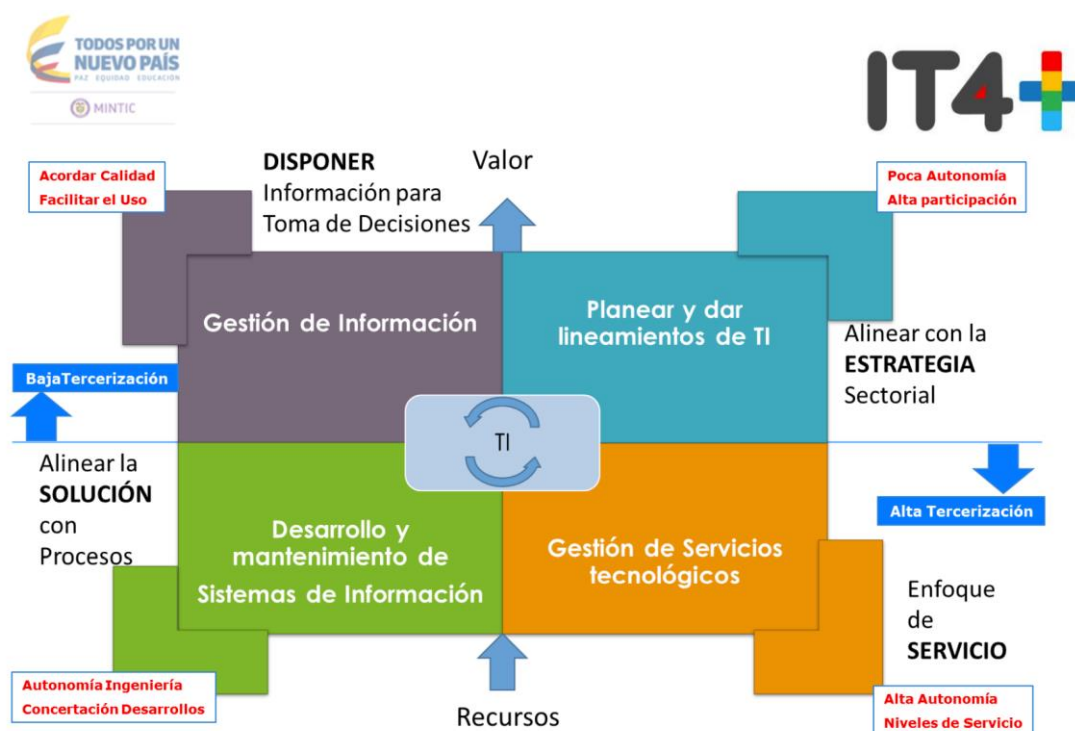 TODOS POR UN
NUEVO PAÍS
PAZ EQUIDAD EDUCACIÓN
MINTIC
IT4+
Acordar Calidad
Facilitar el Uso
DISPONER
Información para
Toma de Decisiones
Valor
Poca Autonomía
Alta participación
Gestión de Información
Planear y dar
lineamientos de TI
Alinear con la
ESTRATEGIA
Sectorial
BajaTercerización
TI
Alinear la
SOLUCIÓN
con
Procesos
Alta Tercerización
Desarrollo y
mantenimiento de
Sistemas de Información
Gestión de Servicios
tecnológicos
Enfoque
de
SERVICIO
Autonomía Ingeniería
Concertación Desarrollos
Recursos
Alta Autonomía
Niveles de Servicio